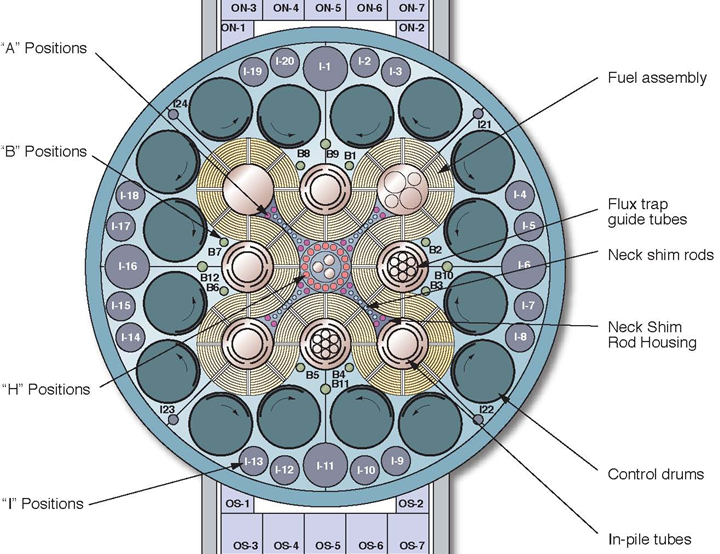 ON-3 ON-4 ON-5 ON-6 ON-7
ON-1 ON-2
"A" Positions
I-20 I-1 I-2
I-19 I-3
Fuel assembly
I24 I21
"B" Positions
B8 B9 B1
I-18 I-4
Flux trap
guide tubes
I-17 I-5
B7 B2
Neck shim rods
I-16 B12 B10 I-6
B6 B3
I-15 I-7
Neck Shim
Rod Housing
I-14 I-8
"H" Positions
B5 B4
B11
I23 I22
I-13 I-12 I-11 I-10 I-9
Control drums
"I" Positions
OS-1 OS-2
In-pile tubes
OS-3 OS-4 OS-5 OS-6 OS-7